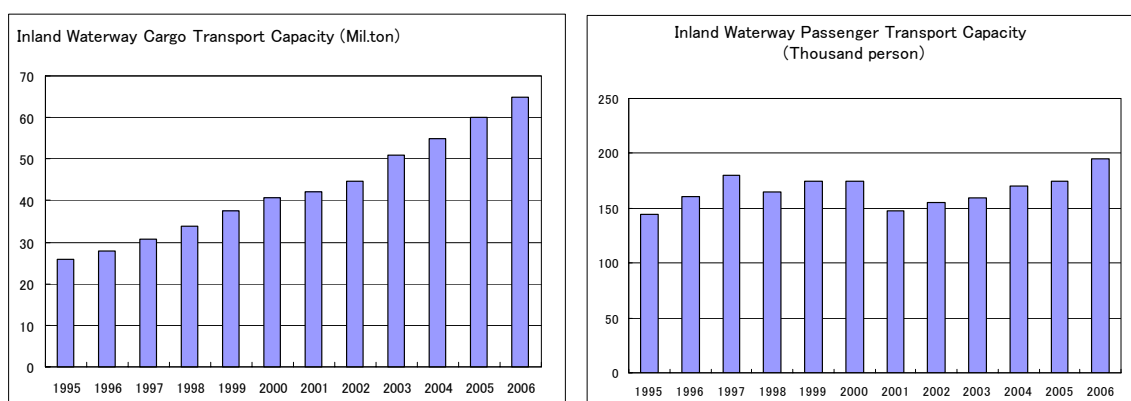 Inland Waterway Cargo Transport Capacity (Mil.ton)
70
60
50
40
30
20
10
0
1995 1996 1997 1998 1999 2000 2001 2002 2003 2004 2005 2006
Inland Waterway Passenger Transport Capacity
(Thousand person)
250
200
150
100
50
0
1995 1996 1997 1998 1999 2000 2001 2002 2003 2004 2005 2006